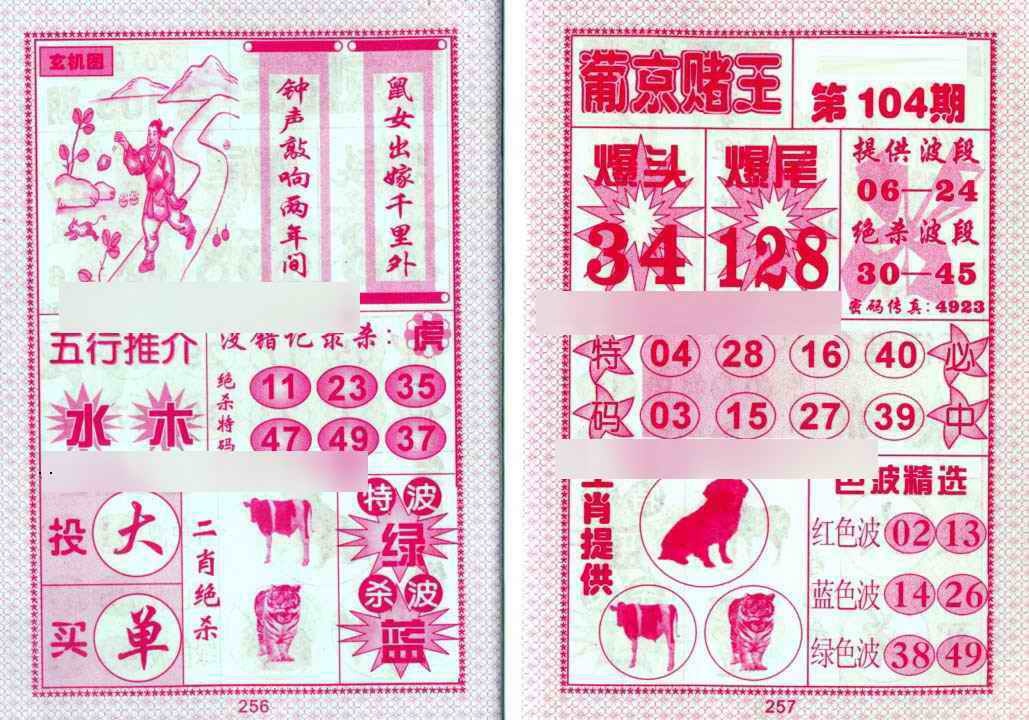 玄机图
钟声敲响两年间
鼠女出嫁千里外
五行推介
水 木
没错记录杀：虎
绝杀特码
11 23 35
47 49 37
投 大
买 单
二肖绝杀
特波
绿
杀波
蓝
256
葡京赌王
第104期
爆头
34
爆尾
128
提供波段
06—24
绝杀波段
30—45
密码传真：4923
特码
04 28 16 40
03 15 27 39
必中
肖提供
波精选
红色波 02 13
蓝色波 14 26
绿色波 38 49
257